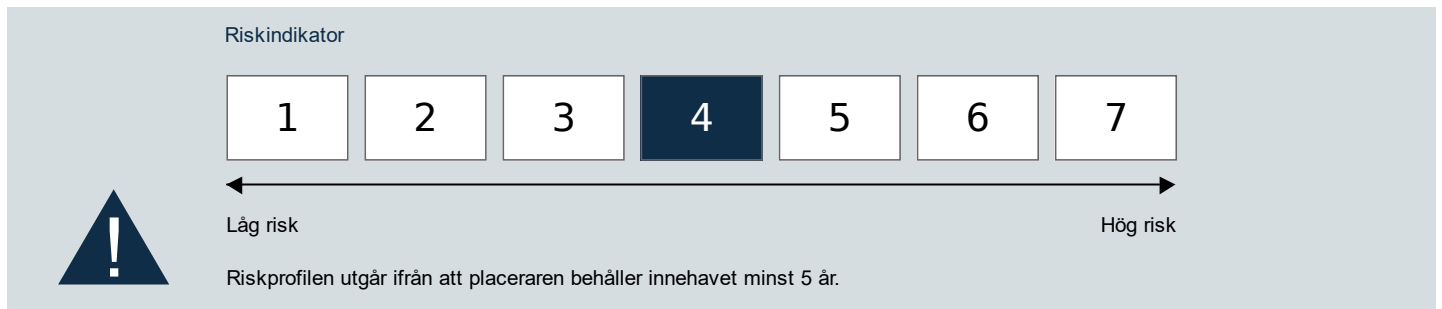 Riskindikator
1 2 3 4 5 6 7
Låg risk Hög risk
!
Riskprofilen utgår ifrån att placeraren behåller innehavet minst 5 år.